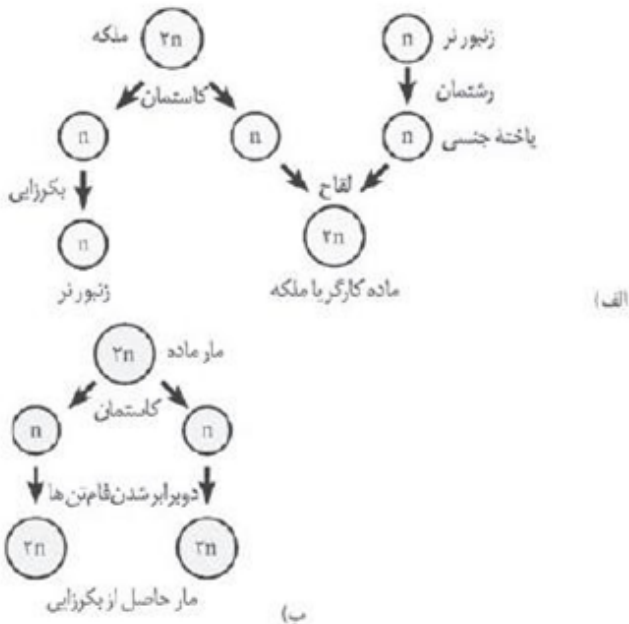 ملکه
۲n
زنبور نر
n
کاستمان
رشتمان
n
n
یاختهٔ جنسی
n
بکرزایی
لقاح
n
۲n
زنبور نر
ماده کارگر یا ملکه
الف)
مار ماده
۲n
کاستمان
n
n
دوبرابر شدن فام‌تن‌ها
۲n
۲n
مار حاصل از بکرزایی
ب)